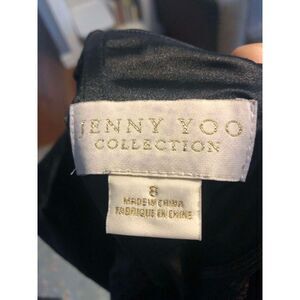 JENNY YOO
COLLECTION
8
MADE IN CHINA
FABRIQUE EN CHINE